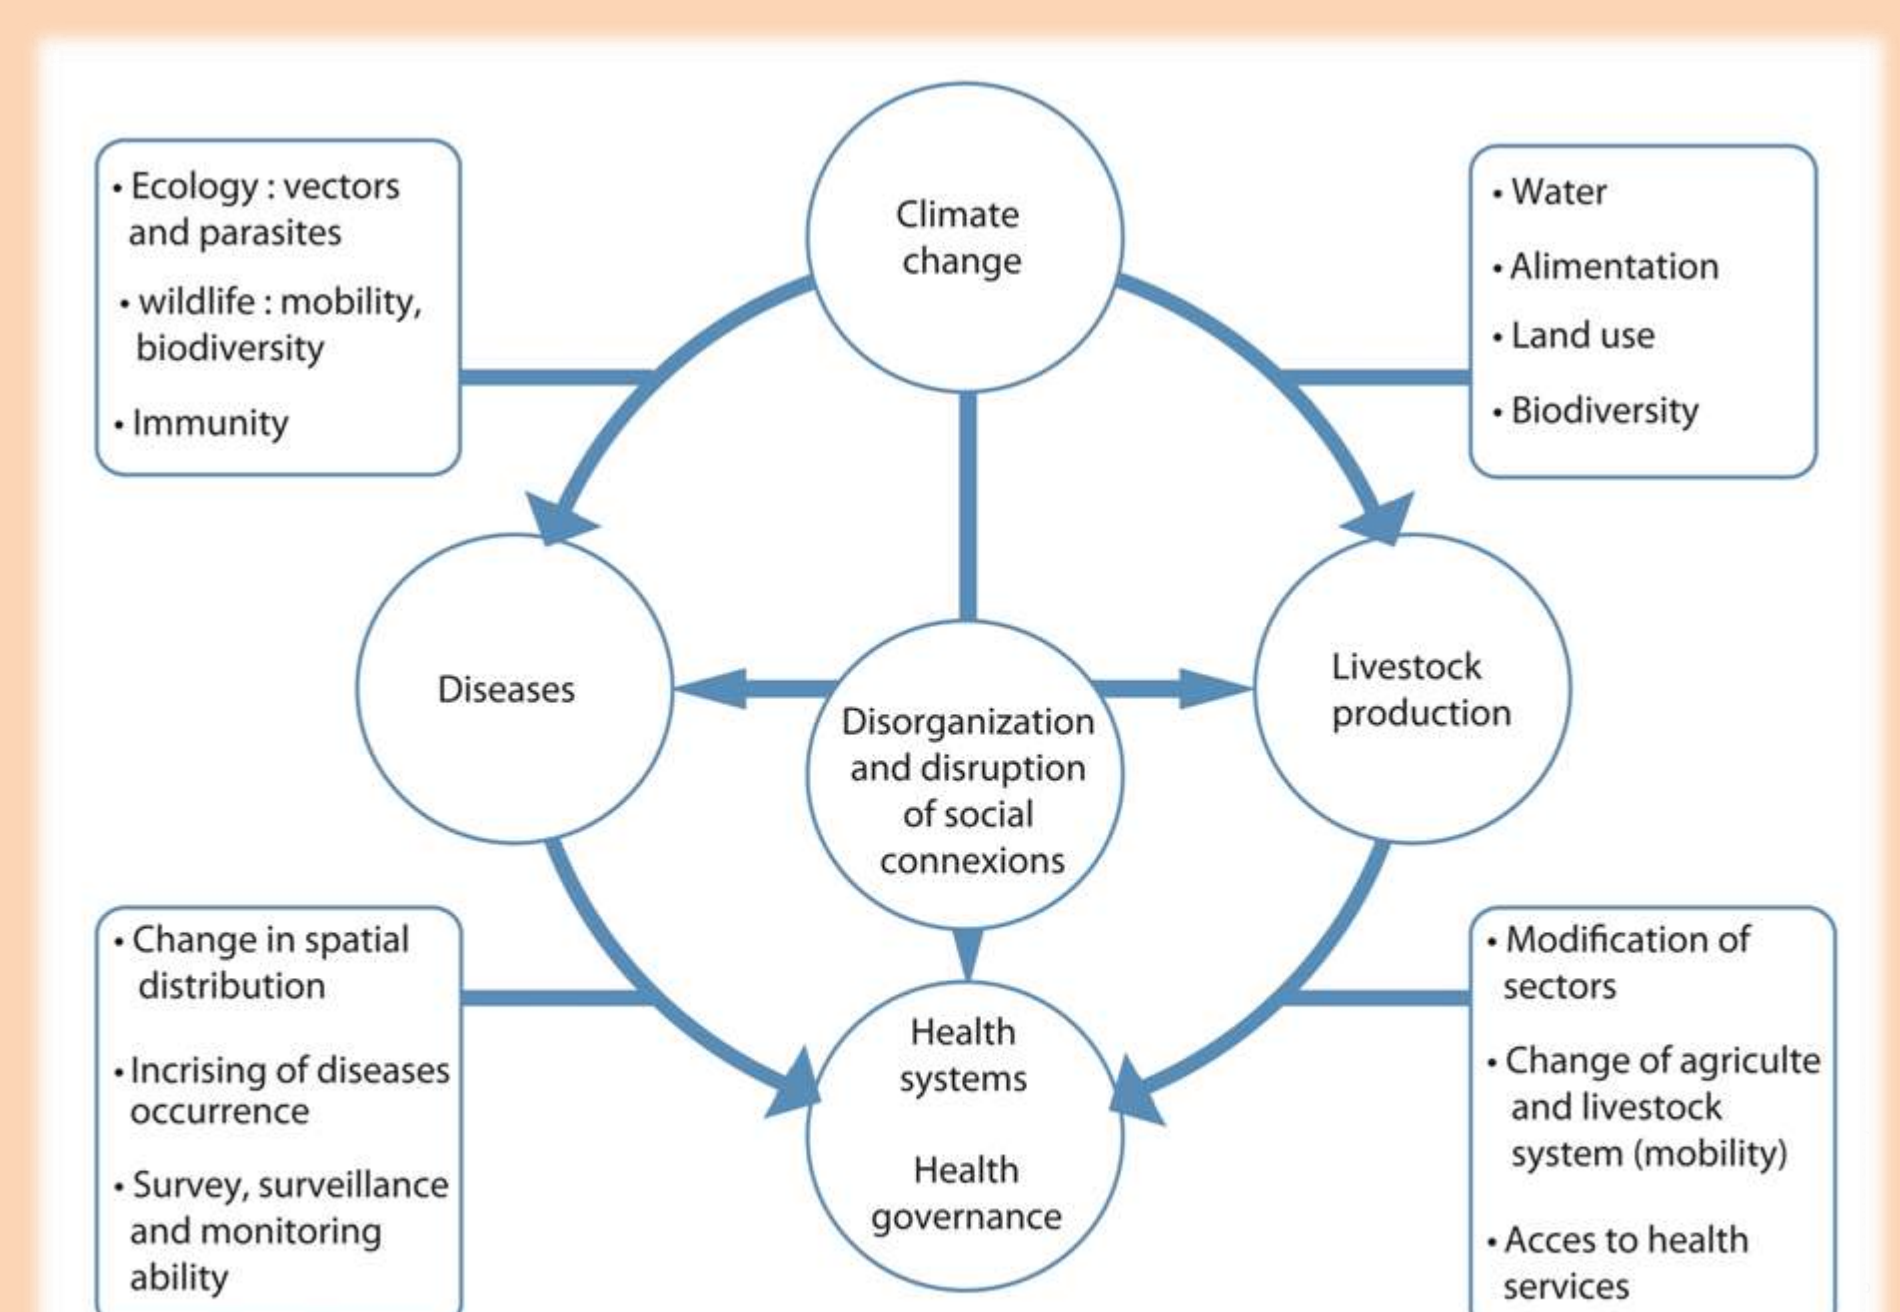 Climate
change
• Ecology : vectors
and parasites
• wildlife : mobility,
biodiversity
• Immunity
• Water
• Alimentation
• Land use
• Biodiversity
Diseases
Disorganization
and disruption
of social
connexions
Livestock
production
• Change in spatial
distribution
• Incrising of diseases
occurrence
• Survey, surveillance
and monitoring
ability
Health
systems
Health
governance
• Modification of
sectors
• Change of agriculte
and livestock
system (mobility)
• Acces to health
services